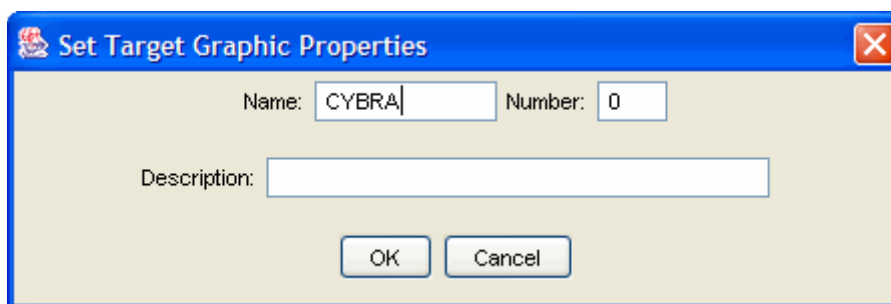 Set Target Graphic Properties
Name: CYBRA Number: 0
Description:
OK Cancel